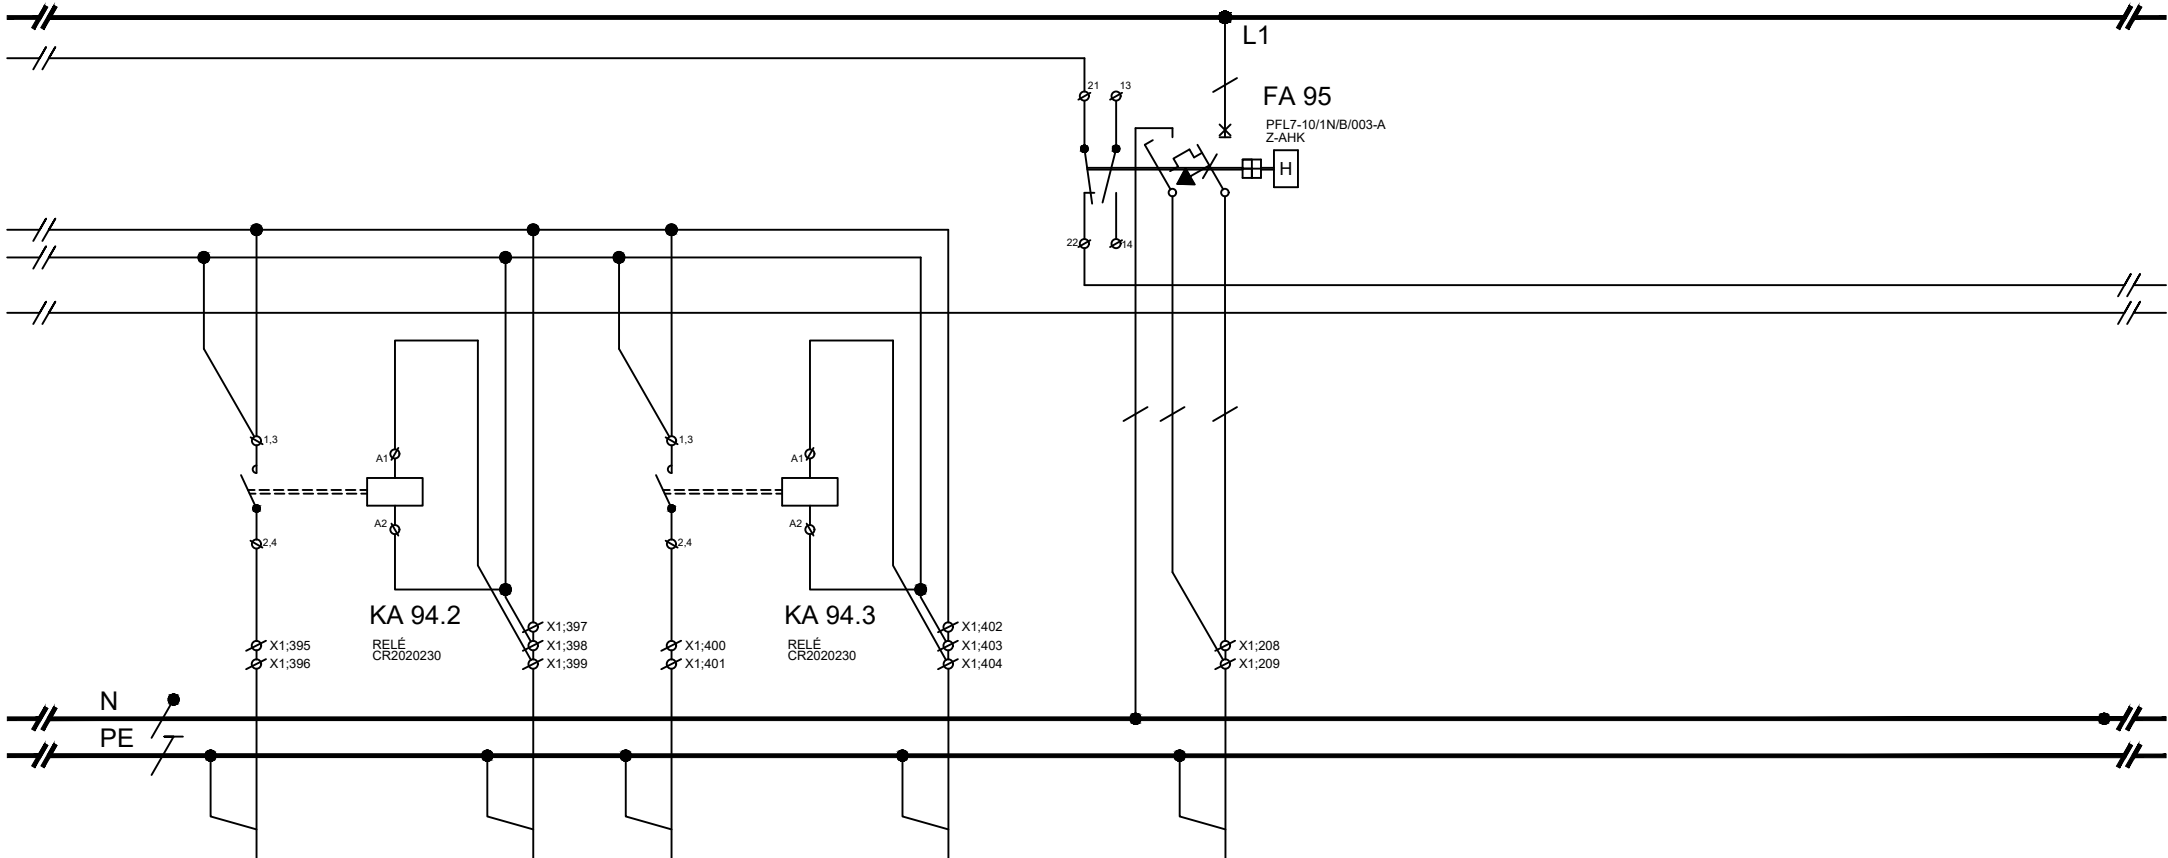 L1
21
13
FA 95
PFL7-10/1N/B/003-A
Z-AHK
H
22
14
1,3
A1
A2
2,4
KA 94.2
RELÉ
CR2020230
X1;395
X1;396
X1;397
X1;398
X1;399
1,3
A1
A2
2,4
KA 94.3
RELÉ
CR2020230
X1;400
X1;401
X1;402
X1;403
X1;404
X1;208
X1;209
N
PE